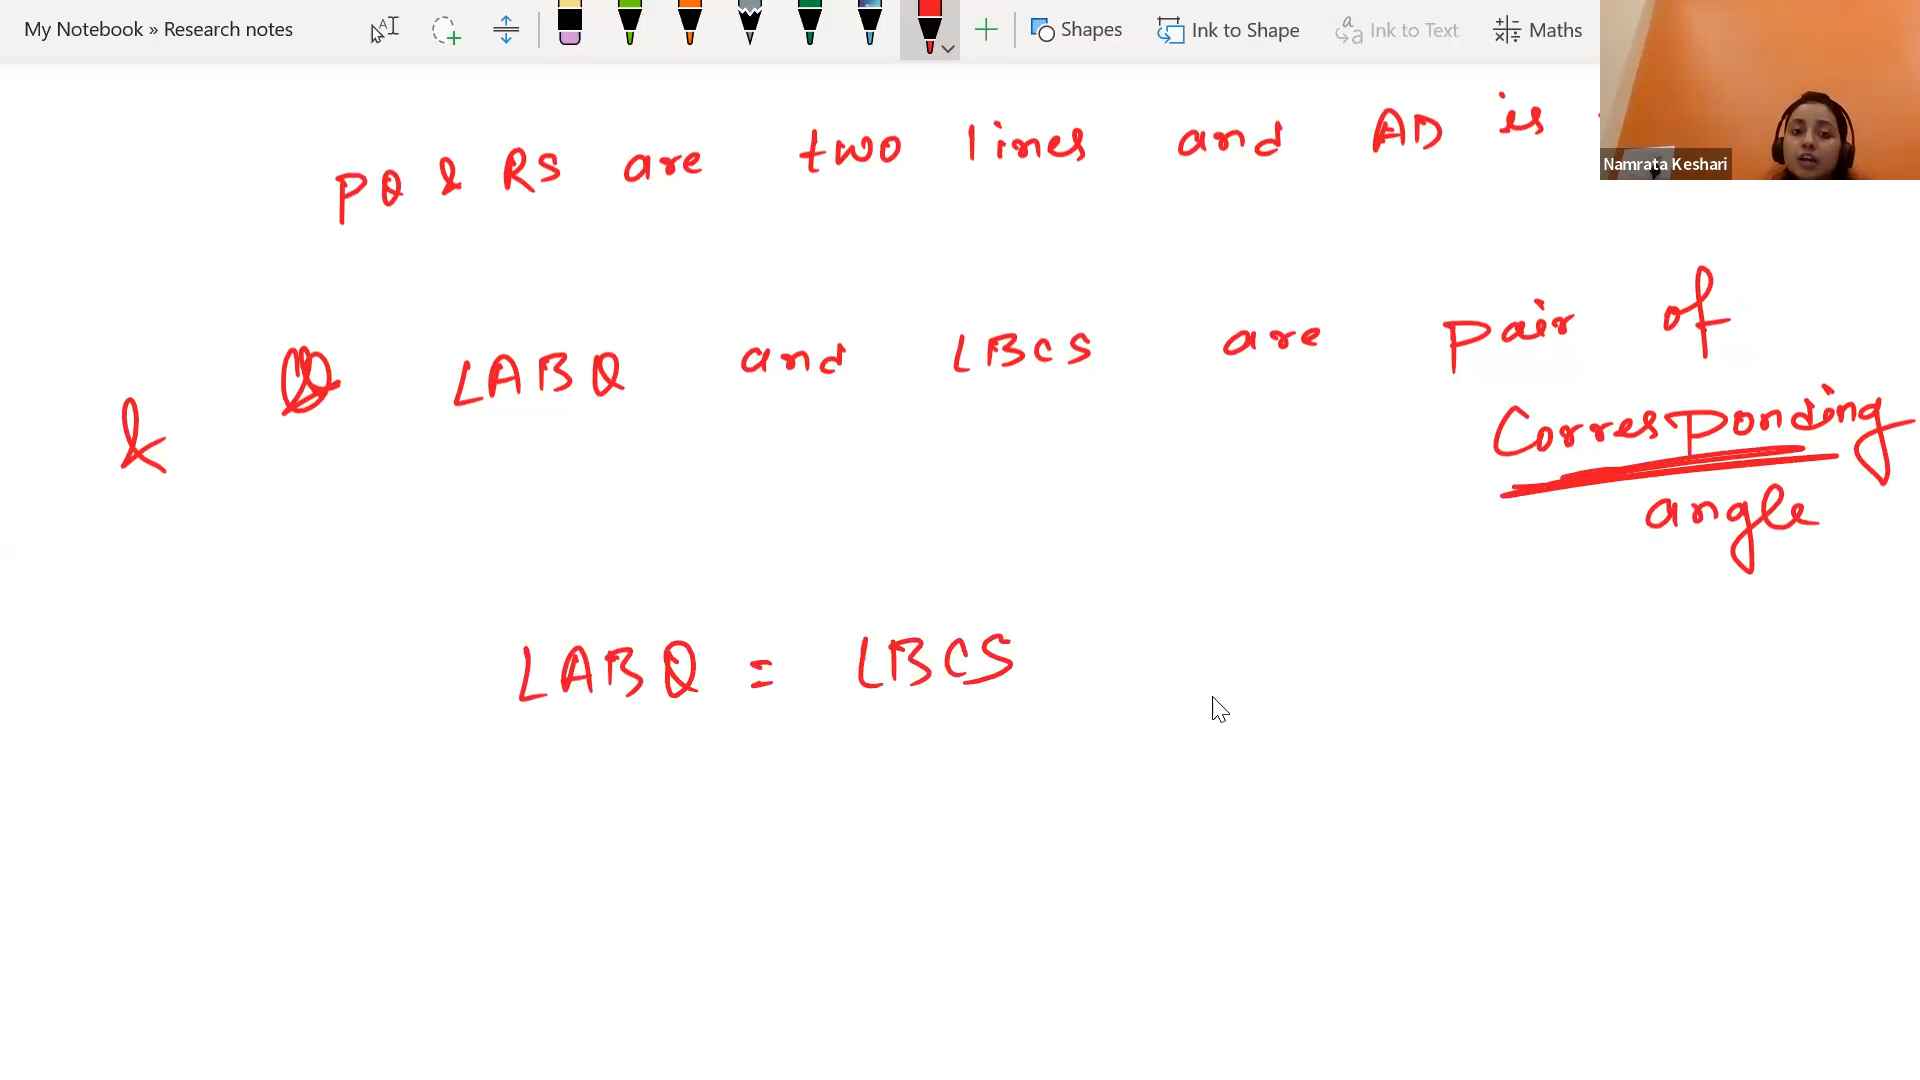 My Notebook » Research notes
Shapes
Ink to Shape
Ink to Text
Maths
Namrata Keshari
PQ & RS are two lines and AD is
& ∠ABQ and ∠BCS are pair of
Corresponding
angle
∠ABQ = ∠BCS